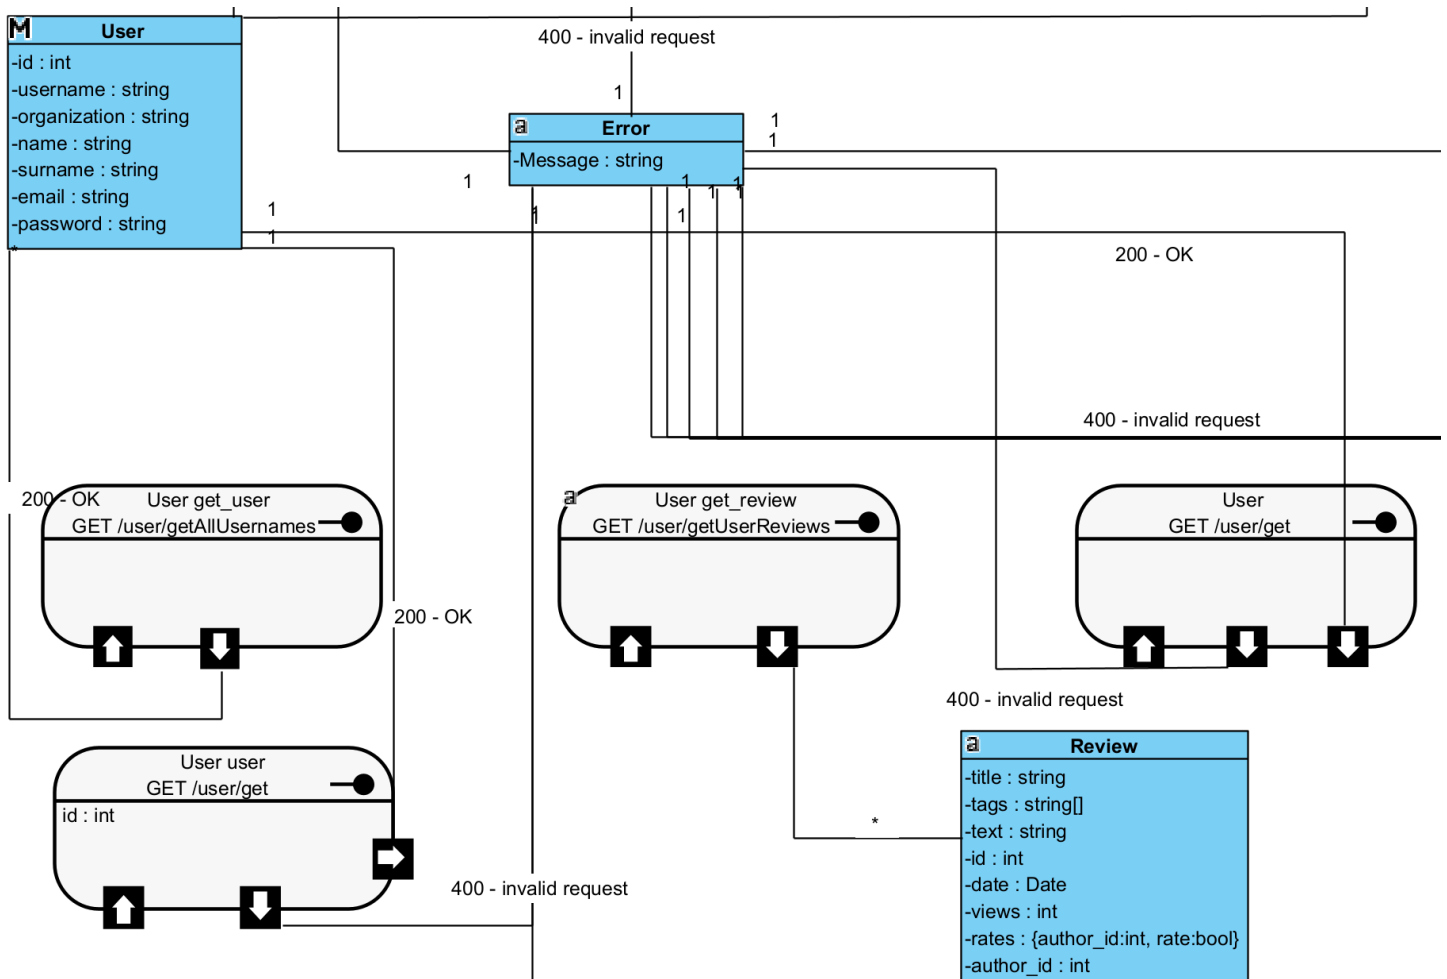 M User
-id : int
-username : string
-organization : string
-name : string
-surname : string
-email : string
-password : string
*
1
1
400 - invalid request
1
a Error
-Message : string
1
1
1
1
1
1
1
1
1
1
200 - OK
400 - invalid request
200 - OK
User get_user
GET /user/getAllUsernames
a
User get_review
GET /user/getUserReviews
User
GET /user/get
200 - OK
400 - invalid request
User user
GET /user/get
id : int
400 - invalid request
*
a Review
-title : string
-tags : string[]
-text : string
-id : int
-date : Date
-views : int
-rates : {author_id:int, rate:bool}
-author_id : int